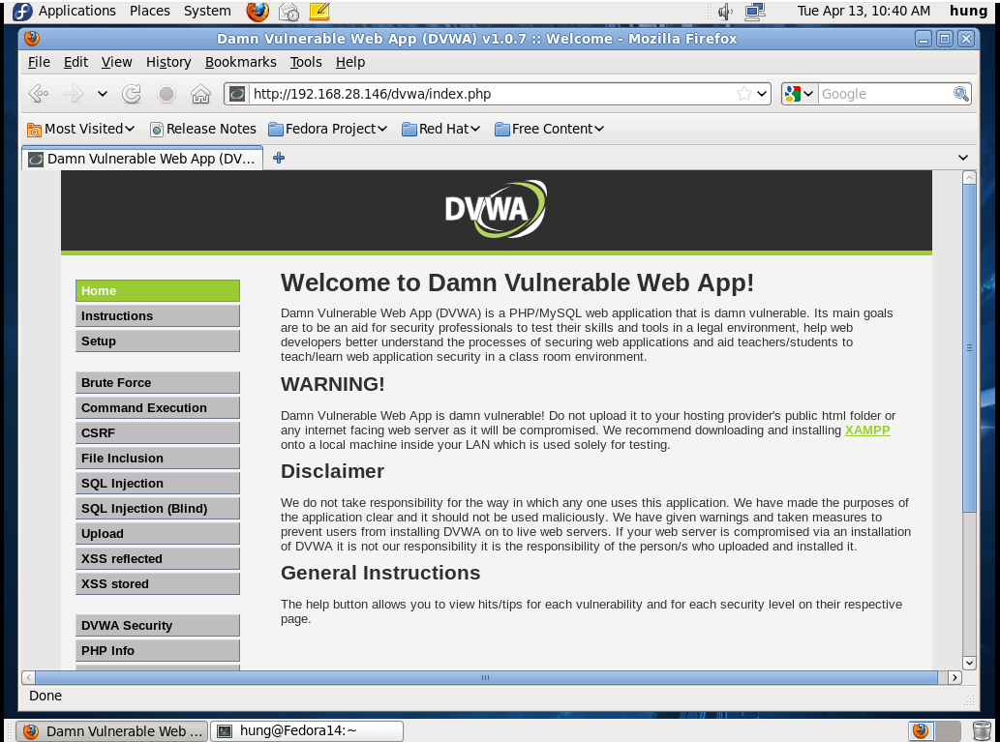 Applications Places System Tue Apr 13, 10:40 AM hung
Damn Vulnerable Web App (DVWA) v1.0.7 :: Welcome - Mozilla Firefox
File Edit View History Bookmarks Tools Help
http://192.168.28.146/dvwa/index.php Google
Most Visited Release Notes Fedora Project Red Hat Free Content
Damn Vulnerable Web App (DV...
DVWA
Home
Instructions
Setup
Brute Force
Command Execution
CSRF
File Inclusion
SQL Injection
SQL Injection (Blind)
Upload
XSS reflected
XSS stored
DVWA Security
PHP Info
Welcome to Damn Vulnerable Web App!
Damn Vulnerable Web App (DVWA) is a PHP/MySQL web application that is damn vulnerable. Its main goals
are to be an aid for security professionals to test their skills and tools in a legal environment, help web
developers better understand the processes of securing web applications and aid teachers/students to
teach/learn web application security in a class room environment.
WARNING!
Damn Vulnerable Web App is damn vulnerable! Do not upload it to your hosting provider's public html folder or
any internet facing web server as it will be compromised. We recommend downloading and installing XAMPP
onto a local machine inside your LAN which is used solely for testing.
Disclaimer
We do not take responsibility for the way in which any one uses this application. We have made the purposes of
the application clear and it should not be used maliciously. We have given warnings and taken measures to
prevent users from installing DVWA on to live web servers. If your web server is compromised via an installation
of DVWA it is not our responsibility it is the responsibility of the person/s who uploaded and installed it.
General Instructions
The help button allows you to view hits/tips for each vulnerability and for each security level on their respective
page.
Done
Damn Vulnerable Web ... hung@Fedora14:~